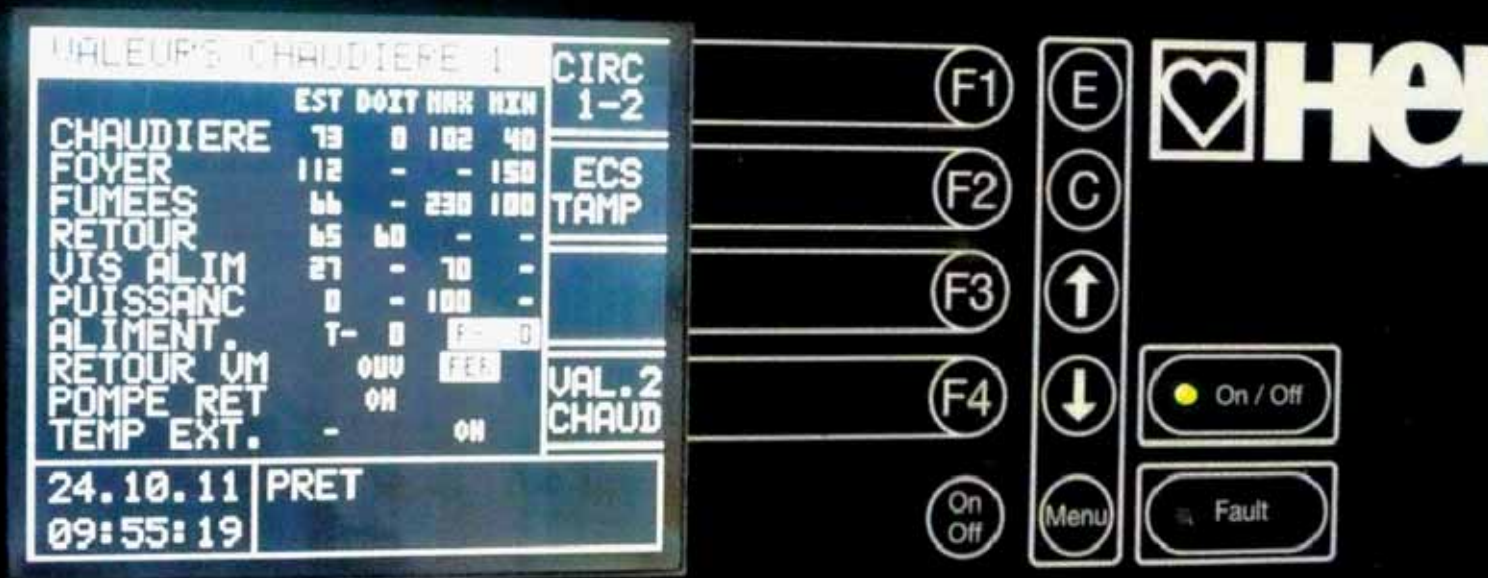 VALEURS CHAUDIERE 1
EST DOIT MAX MIN
CHAUDIERE 73 0 102 40
FOYER 112 - - 150
FUMEES 66 - 230 100
RETOUR 65 60 - -
VIS ALIM 27 - 70 -
PUISSANC 0 - 100 -
ALIMENT. T- 0 F- 0
RETOUR VM OUV FER
POMPE RET ON
TEMP EXT. - ON
24.10.11 PRET
09:55:19
CIRC
1-2
ECS
TAMP
VAL.2
CHAUD
F1
F2
F3
F4
On
Off
E
C
↑
↓
Menu
On / Off
Fault